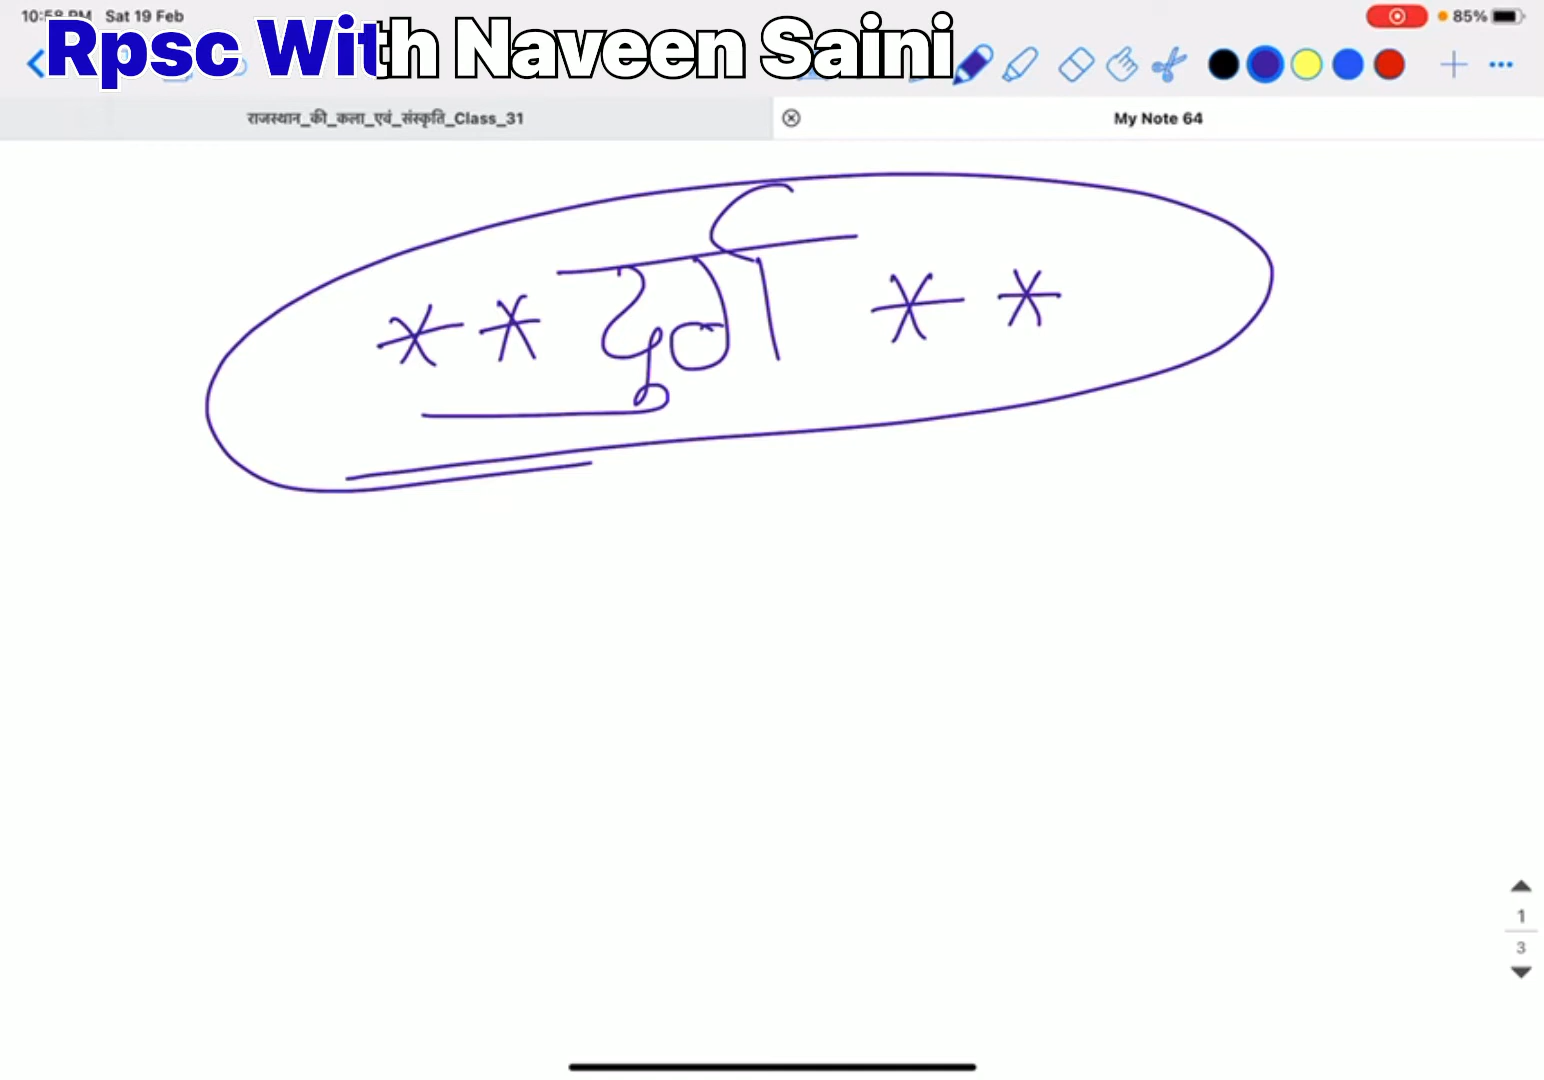 10:58 PM Sat 19 Feb
85%
Rpsc With Naveen Saini
राजस्थान_की_कला_एवं_संस्कृति_Class_31
My Note 64
** दुर्ग **
1
3